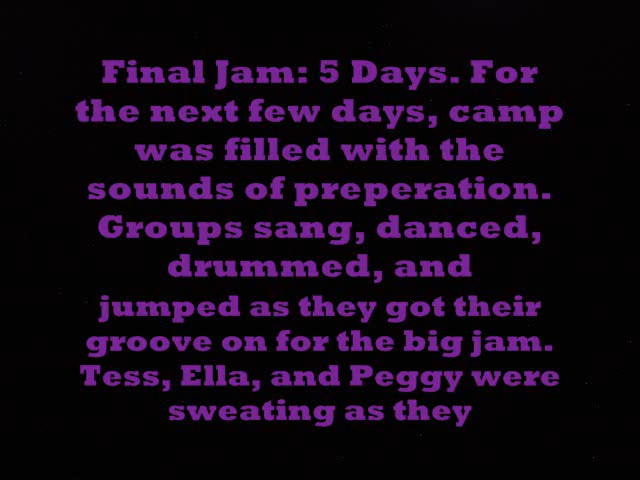 Final Jam: 5 Days. For
the next few days, camp
was filled with the
sounds of preperation.
Groups sang, danced,
drummed, and
jumped as they got their
groove on for the big jam.
Tess, Ella, and Peggy were
sweating as they